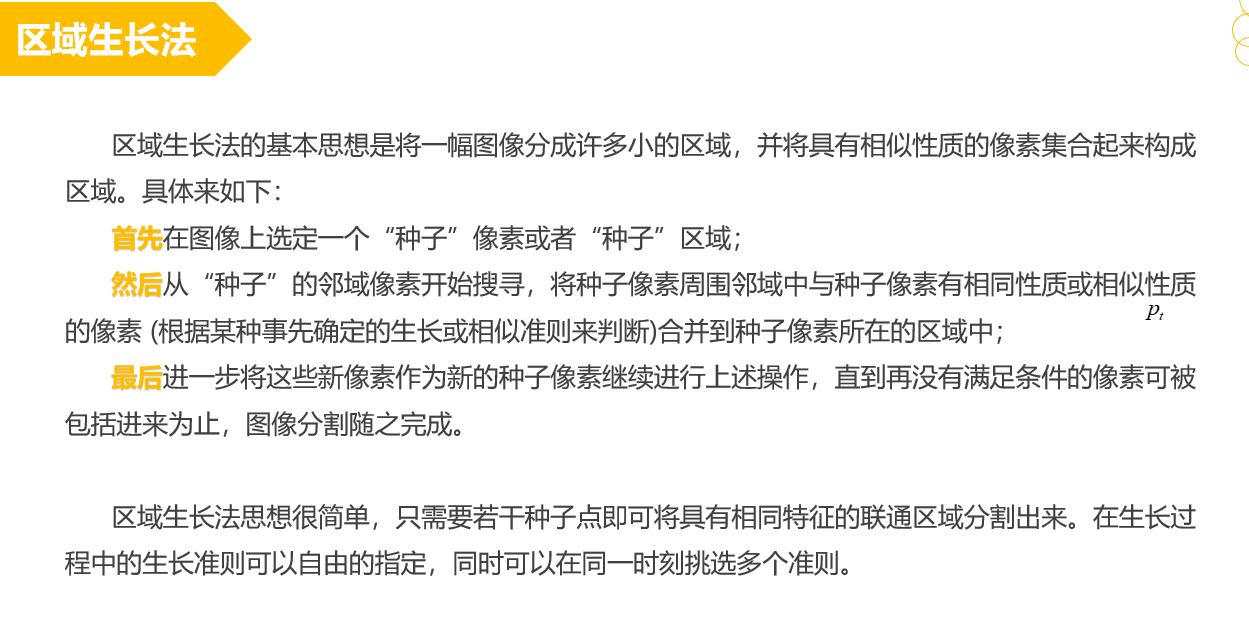 区域生长法
区域生长法的基本思想是将一幅图像分成许多小的区域，并将具有相似性质的像素集合起来构成
区域。具体来如下：
首先在图像上选定一个“种子”像素或者“种子”区域；
然后从“种子”的邻域像素开始搜寻，将种子像素周围邻域中与种子像素有相同性质或相似性质
pt
的像素 (根据某种事先确定的生长或相似准则来判断)合并到种子像素所在的区域中；
最后进一步将这些新像素作为新的种子像素继续进行上述操作，直到再没有满足条件的像素可被
包括进来为止，图像分割随之完成。
区域生长法思想很简单，只需要若干种子点即可将具有相同特征的联通区域分割出来。在生长过
程中的生长准则可以自由的指定，同时可以在同一时刻挑选多个准则。